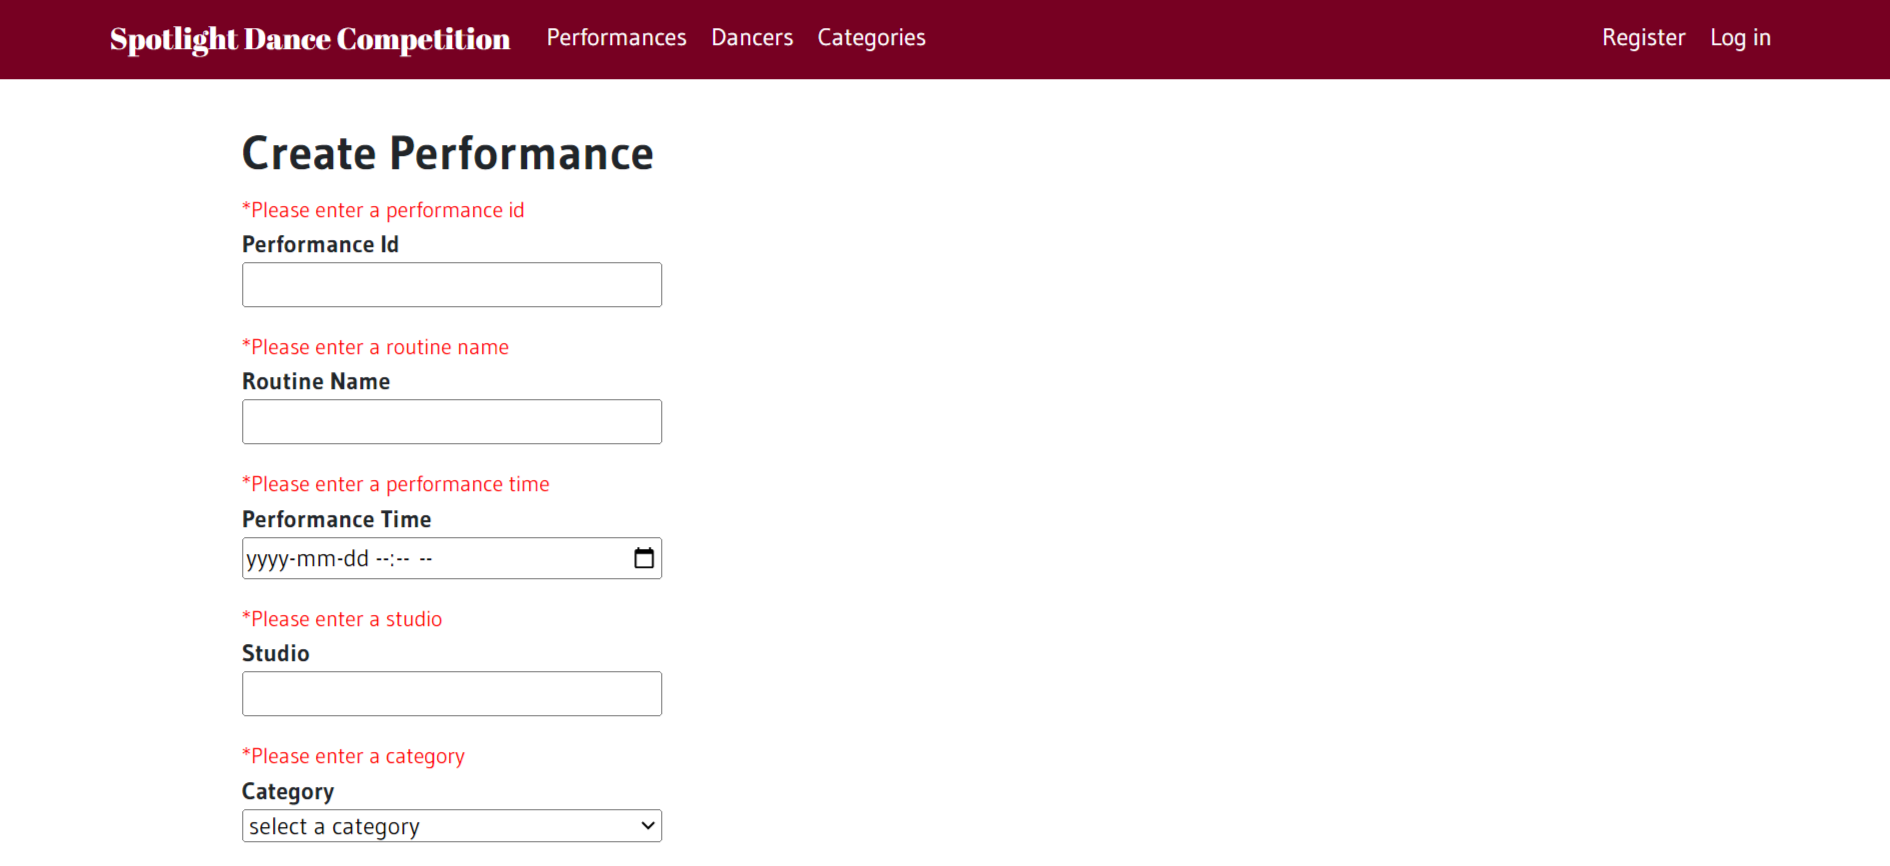 Spotlight Dance Competition Performances Dancers Categories Register Log in
Create Performance
*Please enter a performance id
Performance Id
*Please enter a routine name
Routine Name
*Please enter a performance time
Performance Time
yyyy-mm-dd --:-- --
*Please enter a studio
Studio
*Please enter a category
Category
select a category